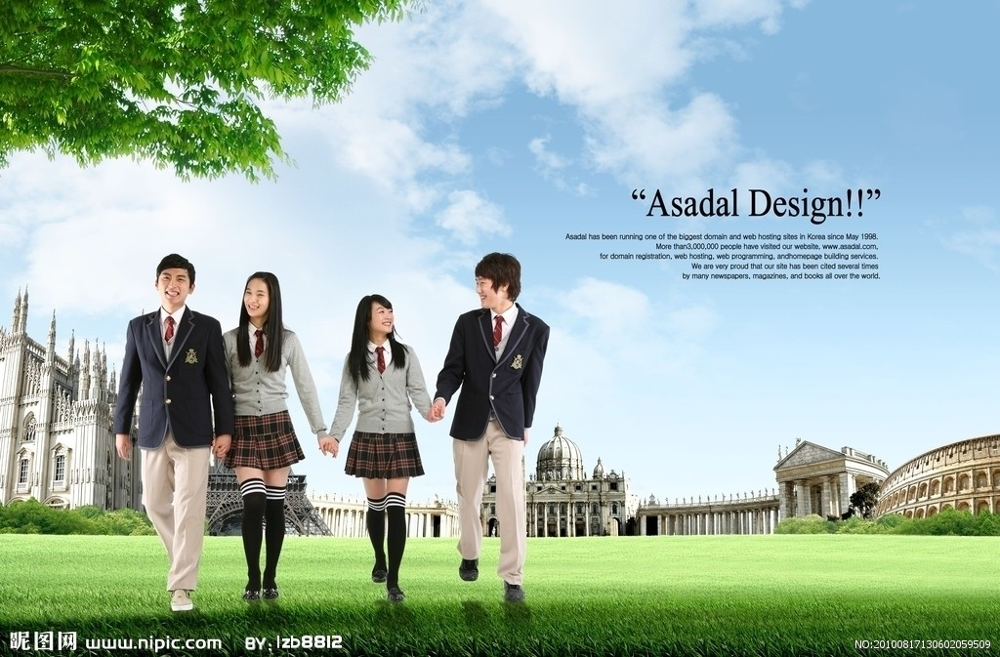 “Asadal Design!!”
Asadal has been running one of the biggest domain and web hosting sites in Korea since May 1998.
More than3,000,000 people have visited our website, www.asadal.com,
for domain registration, web hosting, web programming, andhomepage building services.
We are very proud that our site has been cited several times
by many newspapers, magazines, and books all over the world.
昵图网 www.nipic.com BY: lzb8812
NO:20100817130602059509